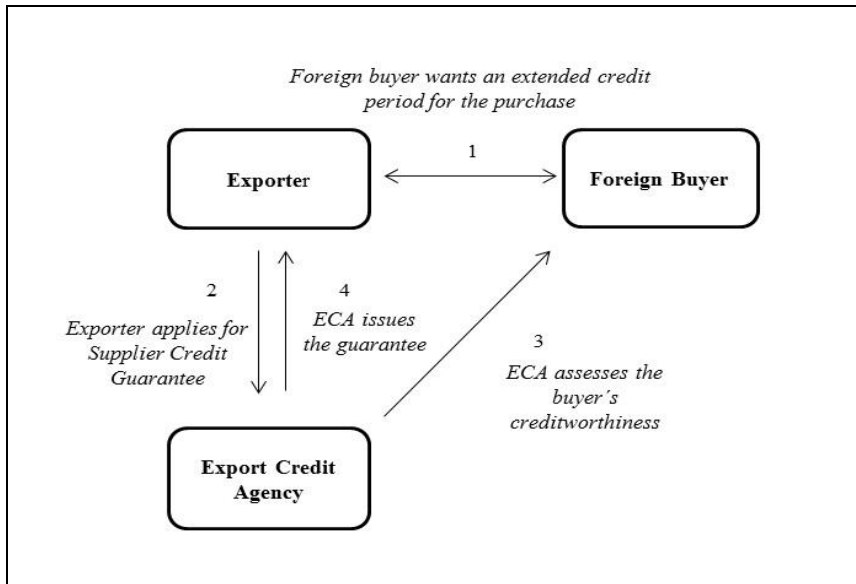 Foreign buyer wants an extended credit
period for the purchase
1
Exporter
Foreign Buyer
2
Exporter applies for
Supplier Credit
Guarantee
4
ECA issues
the guarantee
3
ECA assesses the
buyer´s
creditworthiness
Export Credit
Agency